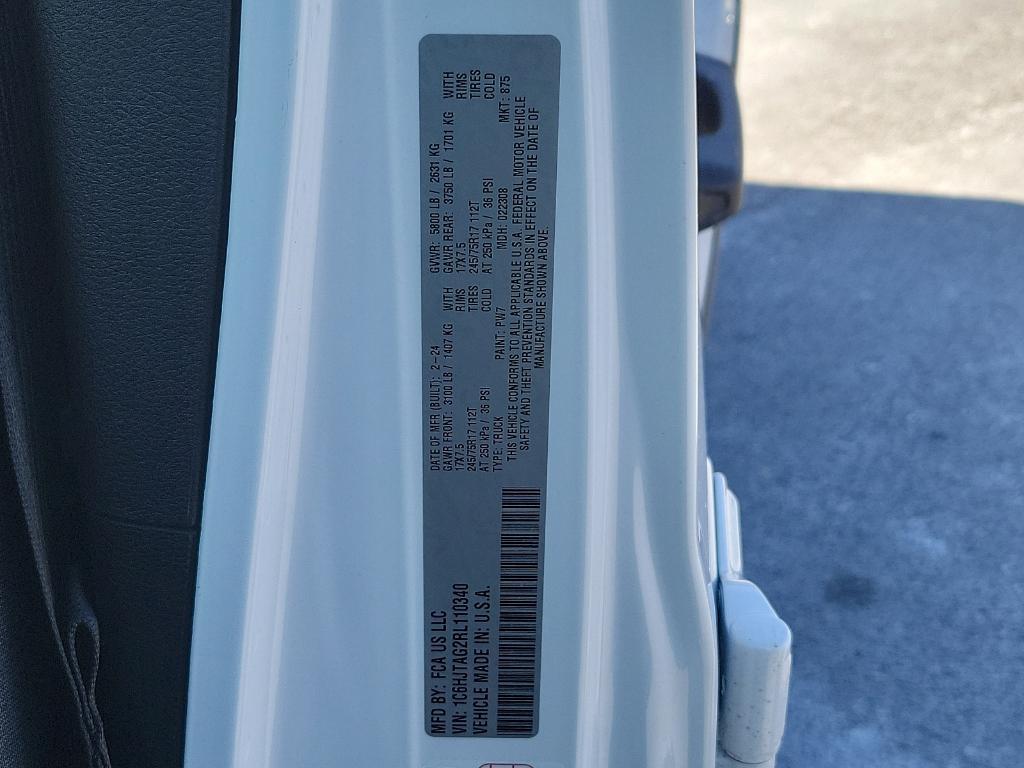 MFD BY: FCA US LLC
VIN: 1C6HJTAG2RL110340
VEHICLE MADE IN: U.S.A.
DATE OF MFR (BUILT): 2-24 GVWR: 5800 LB / 2631 KG
GAWR FRONT: 3100 LB / 1407 KG WITH GAWR REAR: 3750 LB / 1701 KG WITH
17X7.5 RIMS 17X7.5 RIMS
245/75R17 112T TIRES 245/75R17 112T TIRES
AT 250 kPa / 36 PSI COLD AT 250 kPa / 36 PSI COLD
TYPE: TRUCK PAINT: PW7 MDH: 022308 MKT: 875
THIS VEHICLE CONFORMS TO ALL APPLICABLE U.S.A. FEDERAL MOTOR VEHICLE
SAFETY AND THEFT PREVENTION STANDARDS IN EFFECT ON THE DATE OF
MANUFACTURE SHOWN ABOVE.